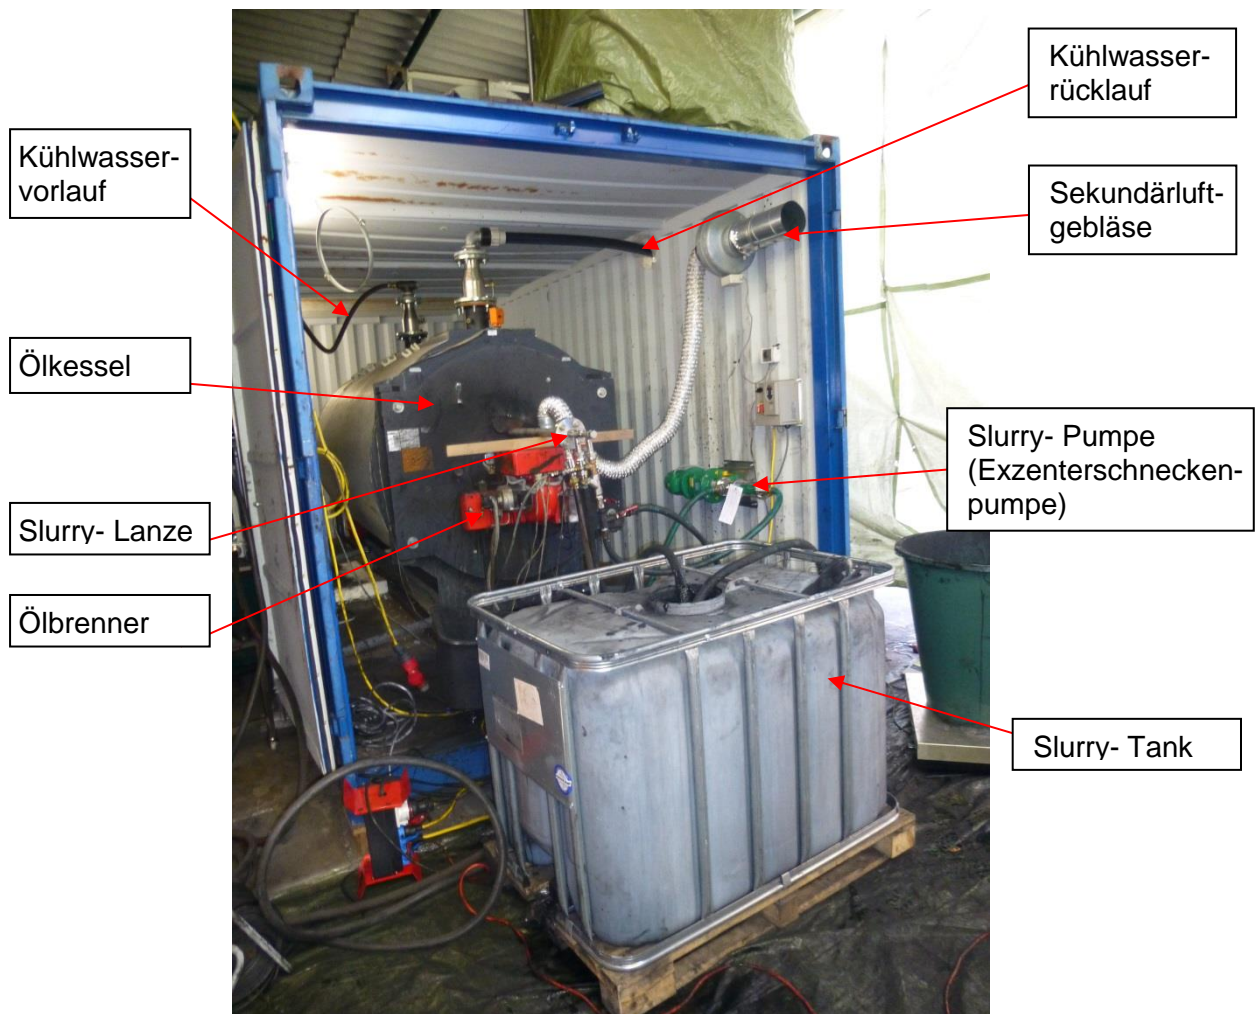 Kühlwasser-
rücklauf
Kühlwasser-
vorlauf
Sekundärluft-
gebläse
Ölkessel
Slurry- Pumpe
(Exzenterschnecken-
pumpe)
Slurry- Lanze
Ölbrenner
Slurry- Tank